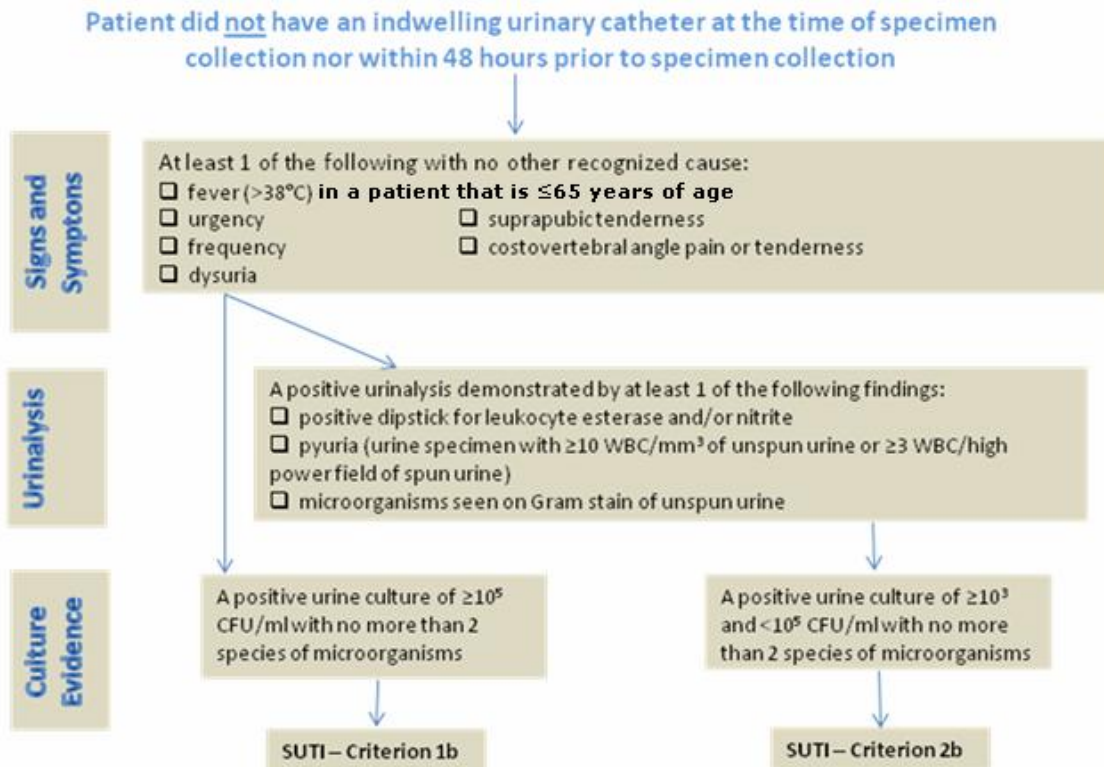 Patient did not have an indwelling urinary catheter at the time of specimen
collection nor within 48 hours prior to specimen collection
Signs and
Symptoms
At least 1 of the following with no other recognized cause:
❑ fever (>38°C) in a patient that is ≤65 years of age
❑ urgency ❑ suprapubic tenderness
❑ frequency ❑ costovertebral angle pain or tenderness
❑ dysuria
Urinalysis
A positive urinalysis demonstrated by at least 1 of the following findings:
❑ positive dipstick for leukocyte esterase and/or nitrite
❑ pyuria (urine specimen with ≥10 WBC/mm³ of unspun urine or ≥3 WBC/high
power field of spun urine)
❑ microorganisms seen on Gram stain of unspun urine
Culture
Evidence
A positive urine culture of ≥10⁵
CFU/ml with no more than 2
species of microorganisms
A positive urine culture of ≥10³
and <10⁵ CFU/ml with no more
than 2 species of microorganisms
SUTI – Criterion 1b
SUTI – Criterion 2b